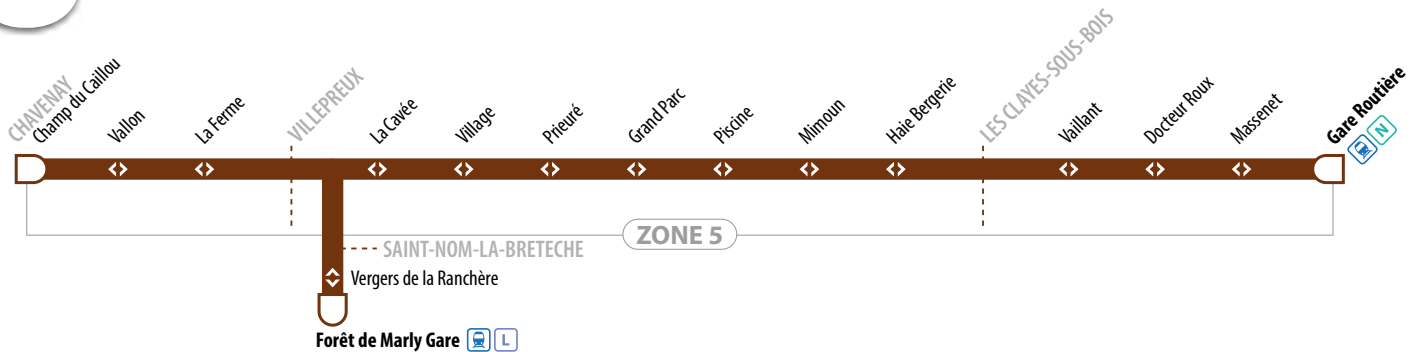 CHAVENAY
Champ du Caillou
Vallon
La Ferme
VILLEPREUX
La Cavée
Village
Prieuré
Grand Parc
Piscine
Mimoun
Haie Bergerie
LES CLAYES-SOUS-BOIS
Vaillant
Docteur Roux
Massenet
Gare Routière
N
ZONE 5
SAINT-NOM-LA-BRETECHE
Vergers de la Ranchère
Forêt de Marly Gare L